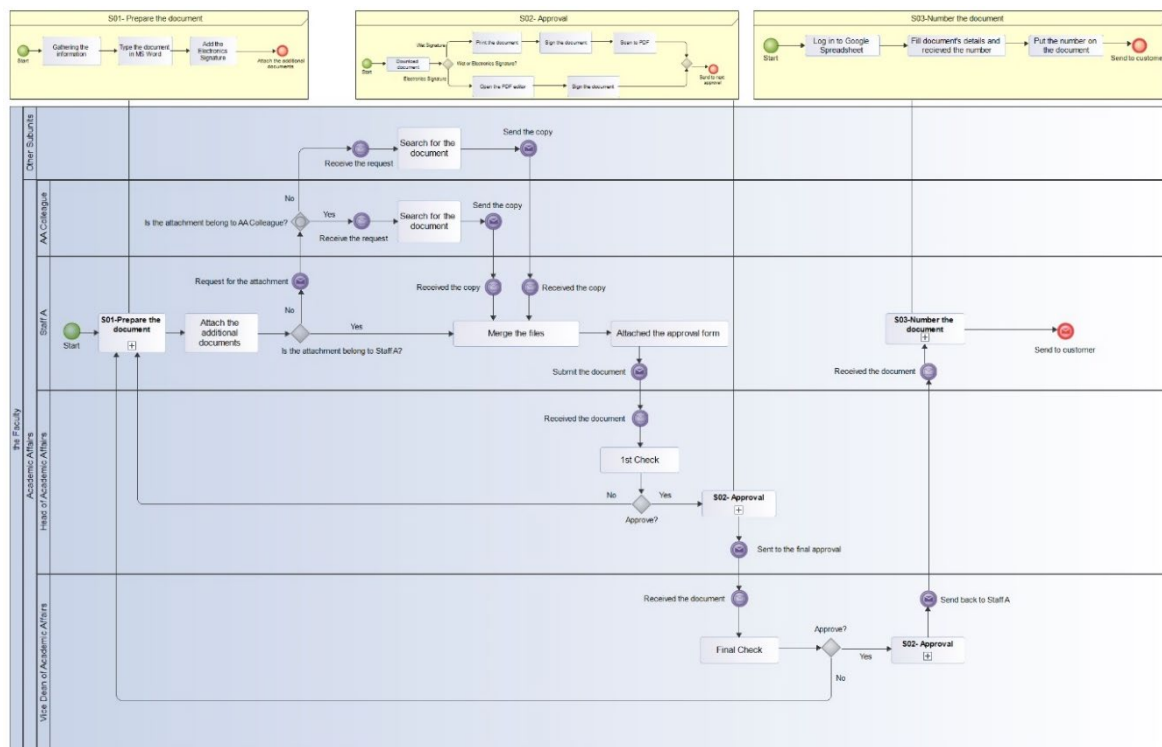 S01- Prepare the document
Start
Gathering the
information
Type the document
in MS Word
Add the
Electronics
Signature
Attach the additional
documents
S02- Approval
Start
Download
document
Wet Signature
Wet or Electronics Signature?
Electronics Signature
Print the document
Sign the document
Scan to PDF
Open the PDF editor
Sign the document
Send to next
approval
S03-Number the document
Start
Log in to Google
Spreadsheet
Fill document's details and
recieved the number
Put the number on
the document
Send to customer
the Faculty
Academic Affairs
Other Subunits
Receive the request
Search for the
document
Send the copy
AA Colleague
No
Is the attachment belong to AA Colleague?
Yes
Receive the request
Search for the
document
Send the copy
Staff A
Request for the attachment
No
Start
S01-Prepare the
document
Attach the
additional
documents
Is the attachment belong to Staff A?
Yes
Received the copy
Received the copy
Merge the files
Attached the approval form
Submit the document
S03-Number the
document
Send to customer
Received the document
Head of Academic Affairs
Received the document
1st Check
No
Yes
Approve?
S02- Approval
Sent to the final approval
Vice Dean of Academic Affairs
Received the document
Final Check
Approve?
Yes
No
S02- Approval
Send back to Staff A